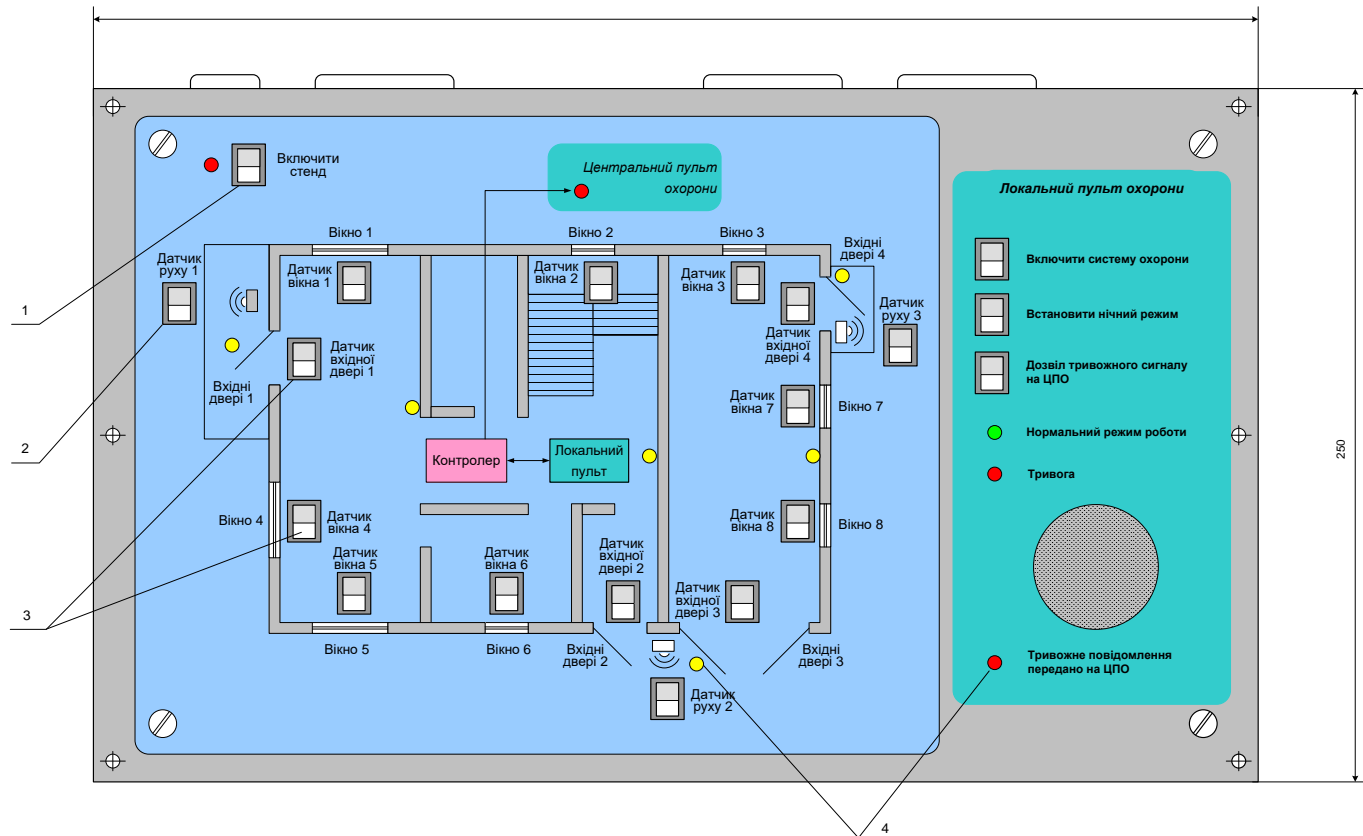 Включити
стенд
Центральний пульт
охорони
Локальний пульт охорони
Включити систему охорони
Встановити нічний режим
Дозвіл тривожного сигналу
на ЦПО
Нормальний режим роботи
Тривога
Тривожне повідомлення
передано на ЦПО
250
Вікно 1
Вікно 2
Вікно 3
Вхідні
двері 4
Датчик
руху 1
Датчик
вікна 1
Датчик
вікна 2
Датчик
вікна 3
Датчик
вхідної
двері 4
Датчик
руху 3
1
Датчик
вхідної
двері 1
Вхідні
двері 1
Датчик
вікна 7
Вікно 7
2
Контролер
Локальний
пульт
Вікно 4
Датчик
вікна 4
Датчик
вікна 8
Вікно 8
Датчик
вікна 5
Датчик
вікна 6
Датчик
вхідної
двері 2
Датчик
вхідної
двері 3
3
Вікно 5
Вікно 6
Вхідні
двері 2
Вхідні
двері 3
Датчик
руху 2
4